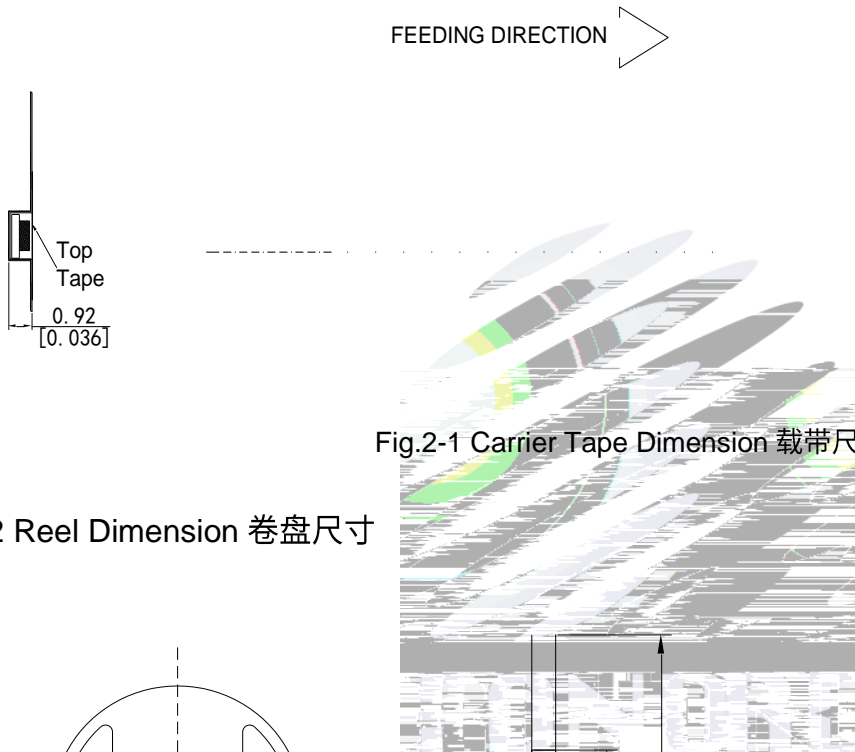 FEEDING DIRECTION
Top
Tape
0.92
[0.036]
Fig.2-1 Carrier Tape Dimension 载带尺
2 Reel Dimension 卷盘尺寸